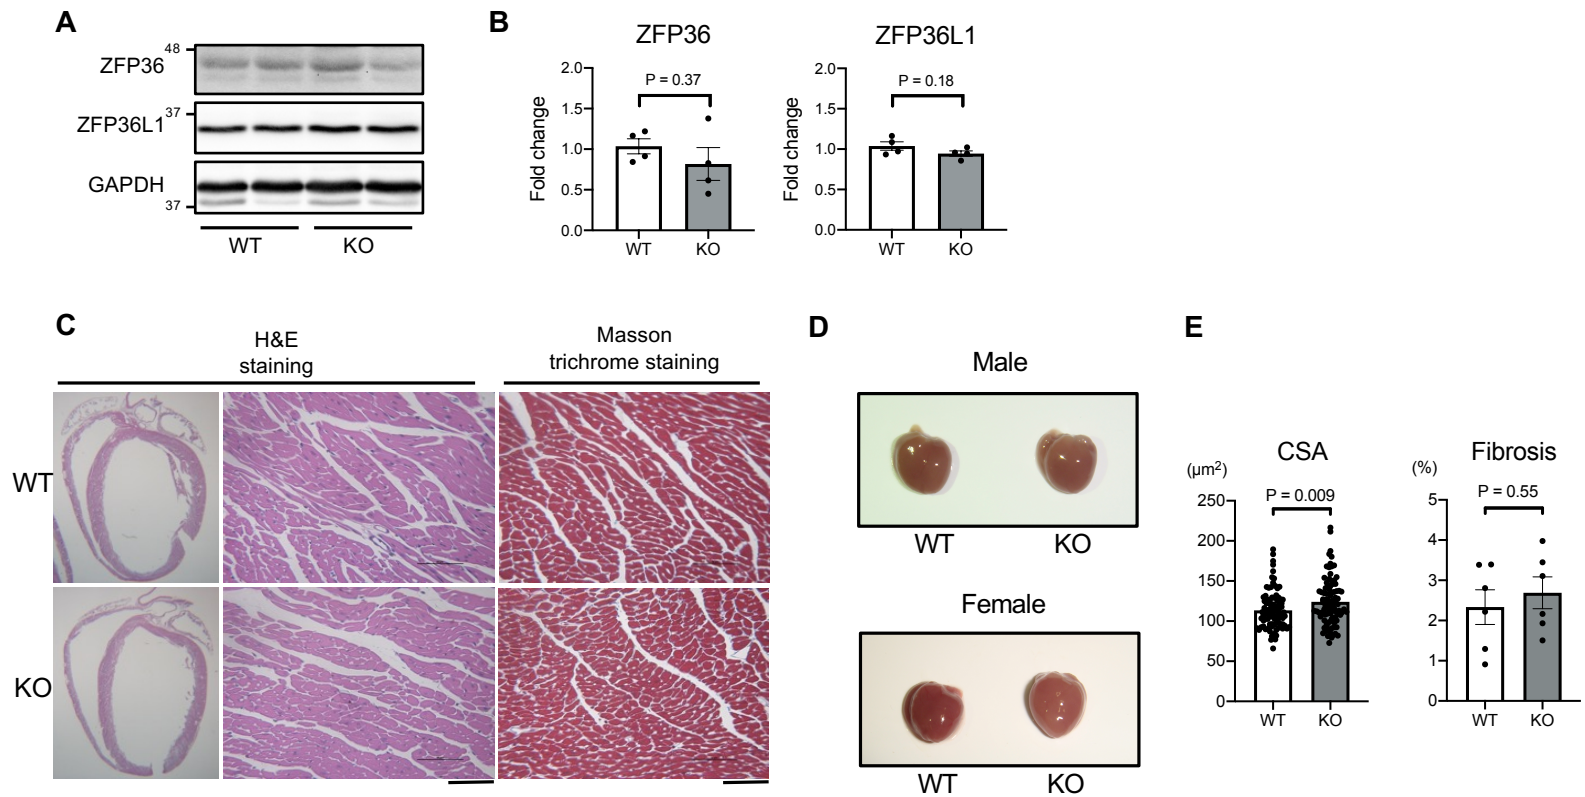 A
48
ZFP36
37
ZFP36L1
GAPDH
37
WT KO
B
ZFP36
Fold change
2.0
1.5
1.0
0.5
0.0
P = 0.37
WT KO
ZFP36L1
Fold change
2.0
1.5
1.0
0.5
0.0
P = 0.18
WT KO
C
H&E
staining
Masson
trichrome staining
WT
KO
D
Male
WT KO
Female
WT KO
E
CSA
(μm²)
P = 0.009
250
200
150
100
50
0
WT KO
Fibrosis
(%)
P = 0.55
5
4
3
2
1
0
WT KO